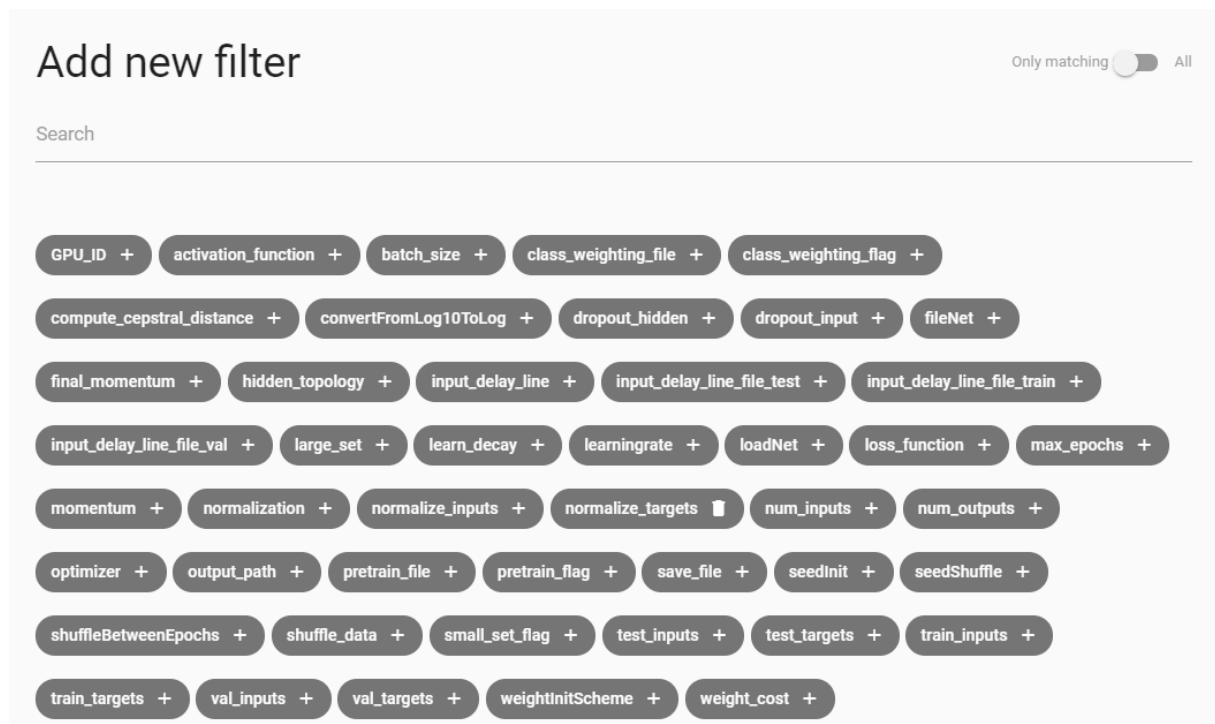 Add new filter
Only matching All
Search
GPU_ID + activation_function + batch_size + class_weighting_file + class_weighting_flag +
compute_cepstral_distance + convertFromLog10ToLog + dropout_hidden + dropout_input + fileNet +
final_momentum + hidden_topology + input_delay_line + input_delay_line_file_test + input_delay_line_file_train +
input_delay_line_file_val + large_set + learn_decay + learningrate + loadNet + loss_function + max_epochs +
momentum + normalization + normalize_inputs + normalize_targets num_inputs + num_outputs +
optimizer + output_path + pretrain_file + pretrain_flag + save_file + seedInit + seedShuffle +
shuffleBetweenEpochs + shuffle_data + small_set_flag + test_inputs + test_targets + train_inputs +
train_targets + val_inputs + val_targets + weightInitScheme + weight_cost +